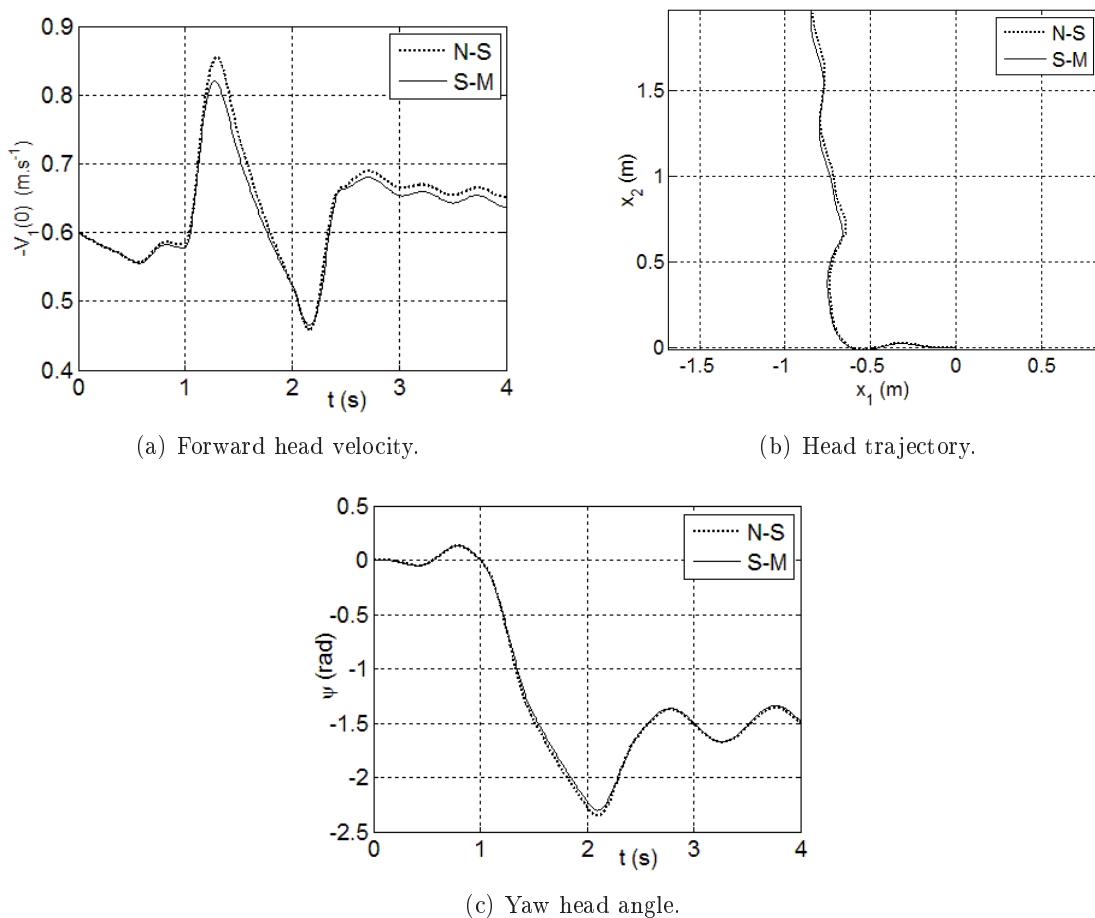 0.9
0.8
0.7
0.6
0.5
0.4
-V₁(0) (m.s⁻¹)
0 1 2 3 4
t (s)
N-S
S-M
(a) Forward head velocity.
1.5
1
0.5
0
x₂ (m)
-1.5 -1 -0.5 0 0.5
x₁ (m)
N-S
S-M
(b) Head trajectory.
0.5
0
-0.5
-1
-1.5
-2
-2.5
ψ (rad)
0 1 2 3 4
t (s)
N-S
S-M
(c) Yaw head angle.